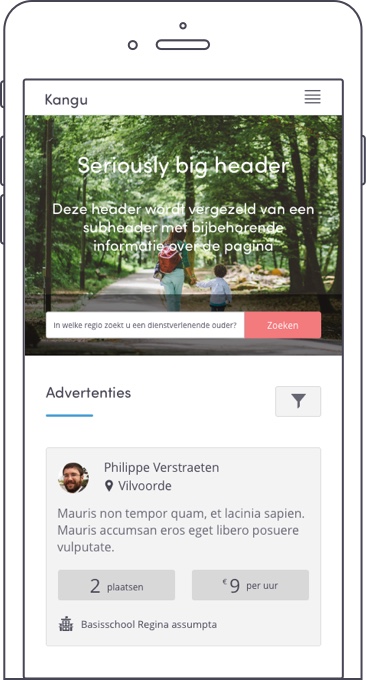 Kangu
Seriously big header
Deze header wordt vergezeld van een
subheader met bijbehorende
informatie over de pagina
In welke regio zoekt u een dienstverlenende ouder?
Zoeken
Advertenties
Philippe Verstraeten
Vilvoorde
Mauris non tempor quam, et lacinia sapien.
Mauris accumsan eros eget libero posuere
vulputate.
2 plaatsen
€ 9 per uur
Basisschool Regina assumpta